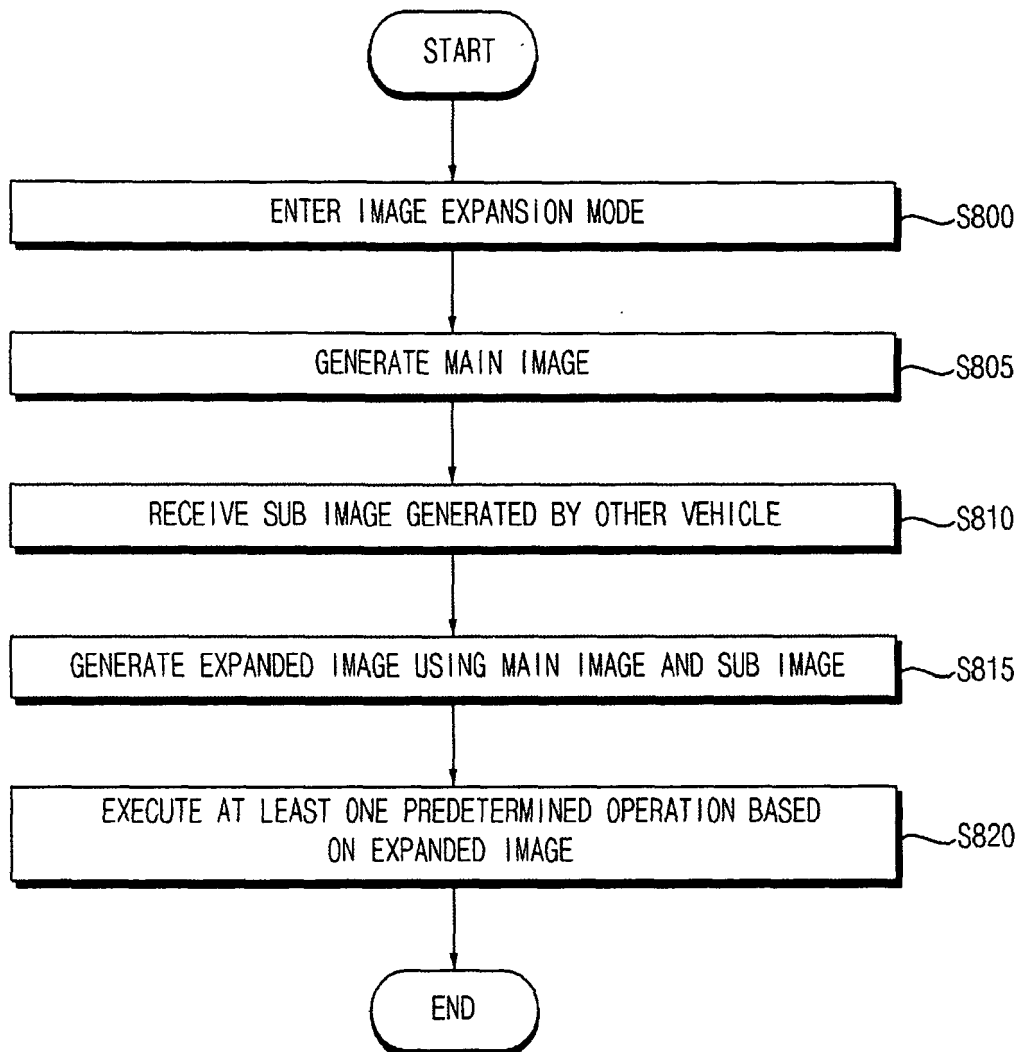 START
ENTER IMAGE EXPANSION MODE
S800
GENERATE MAIN IMAGE
S805
RECEIVE SUB IMAGE GENERATED BY OTHER VEHICLE
S810
GENERATE EXPANDED IMAGE USING MAIN IMAGE AND SUB IMAGE
S815
EXECUTE AT LEAST ONE PREDETERMINED OPERATION BASED
ON EXPANDED IMAGE
S820
END